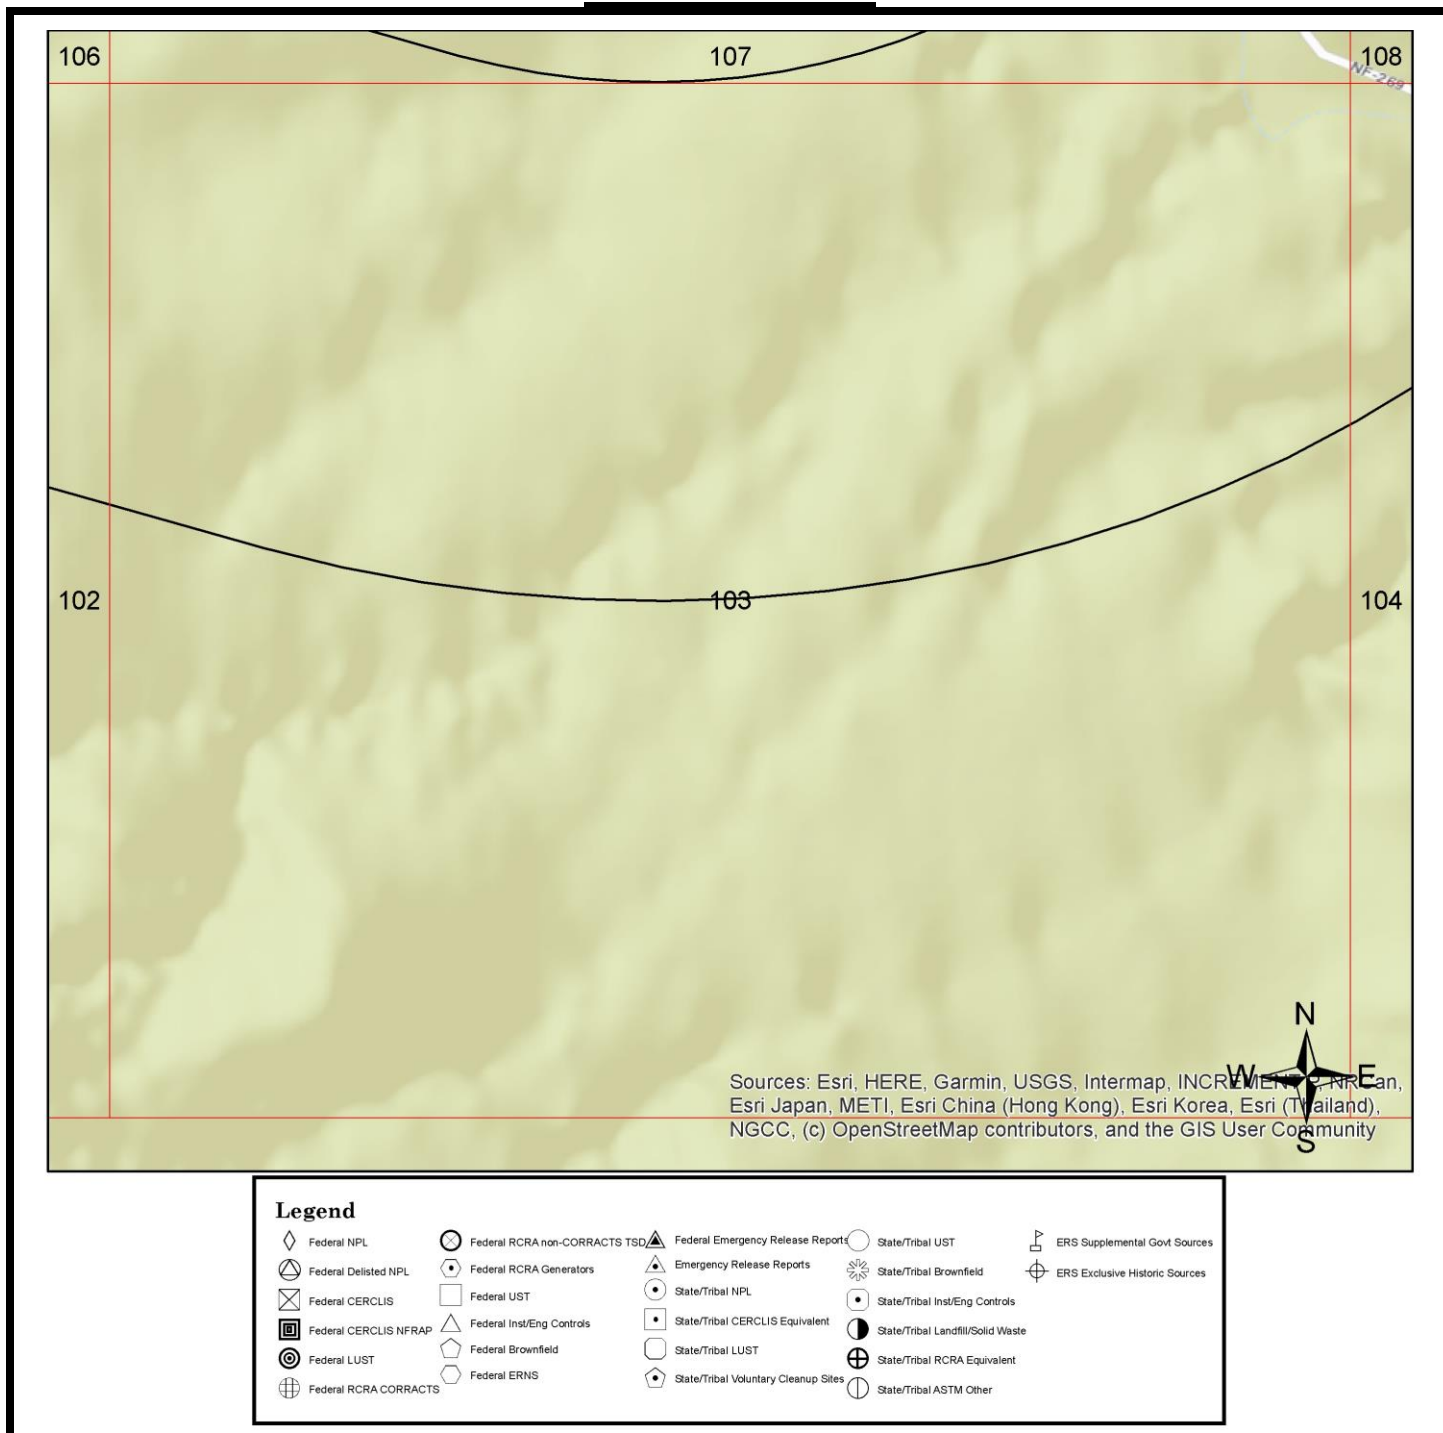 106
107
108
NF-269
102
103
104
N
W
E
S
Sources: Esri, HERE, Garmin, USGS, Intermap, INCREMENT P, NRCan,
Esri Japan, METI, Esri China (Hong Kong), Esri Korea, Esri (Thailand),
NGCC, (c) OpenStreetMap contributors, and the GIS User Community
Legend
Federal NPL
Federal Delisted NPL
Federal CERCLIS
Federal CERCLIS NFRAP
Federal LUST
Federal RCRA CORRACTS
Federal RCRA non-CORRACTS TSD
Federal RCRA Generators
Federal UST
Federal Inst/Eng Controls
Federal Brownfield
Federal ERNS
Federal Emergency Release Reports
Emergency Release Reports
State/Tribal NPL
State/Tribal CERCLIS Equivalent
State/Tribal LUST
State/Tribal Voluntary Cleanup Sites
State/Tribal UST
State/Tribal Brownfield
State/Tribal Inst/Eng Controls
State/Tribal Landfill/Solid Waste
State/Tribal RCRA Equivalent
State/Tribal ASTM Other
ERS Supplemental Govt Sources
ERS Exclusive Historic Sources